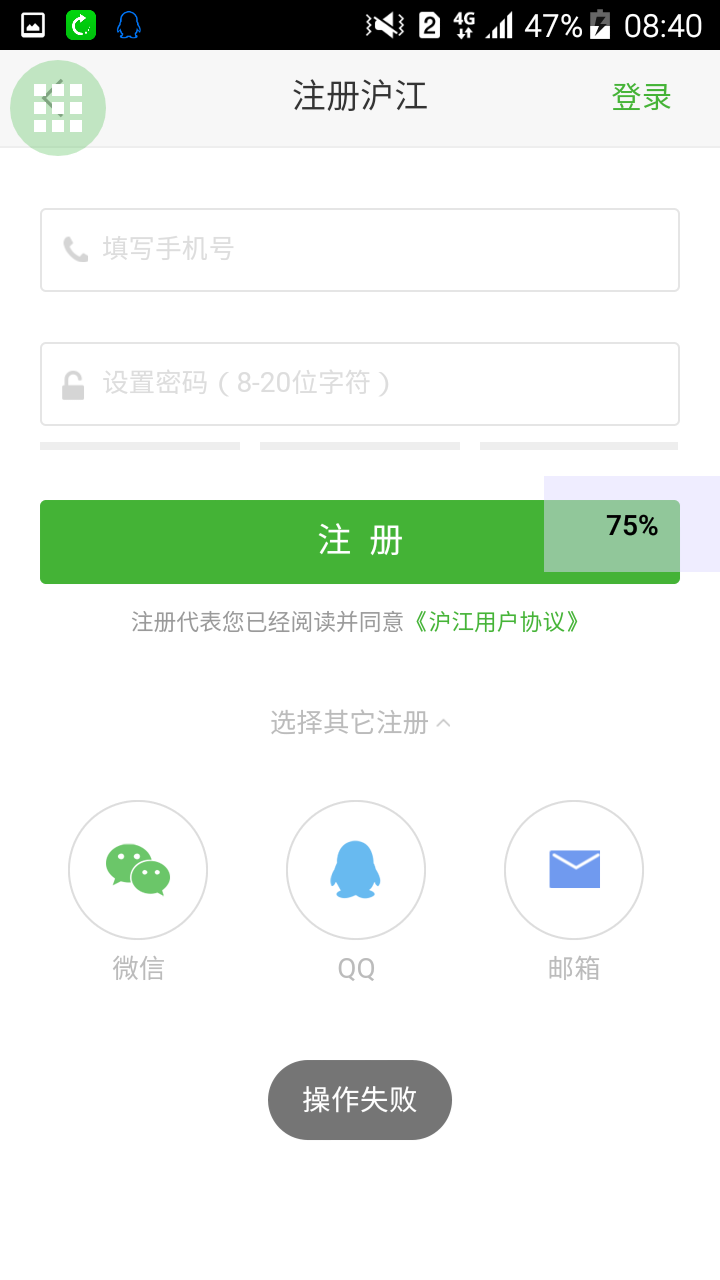 2 4G 47% 08:40
注册沪江
登录
填写手机号
设置密码（8-20位字符）
注 册
75%
注册代表您已经阅读并同意《沪江用户协议》
选择其它注册
微信
QQ
邮箱
操作失败